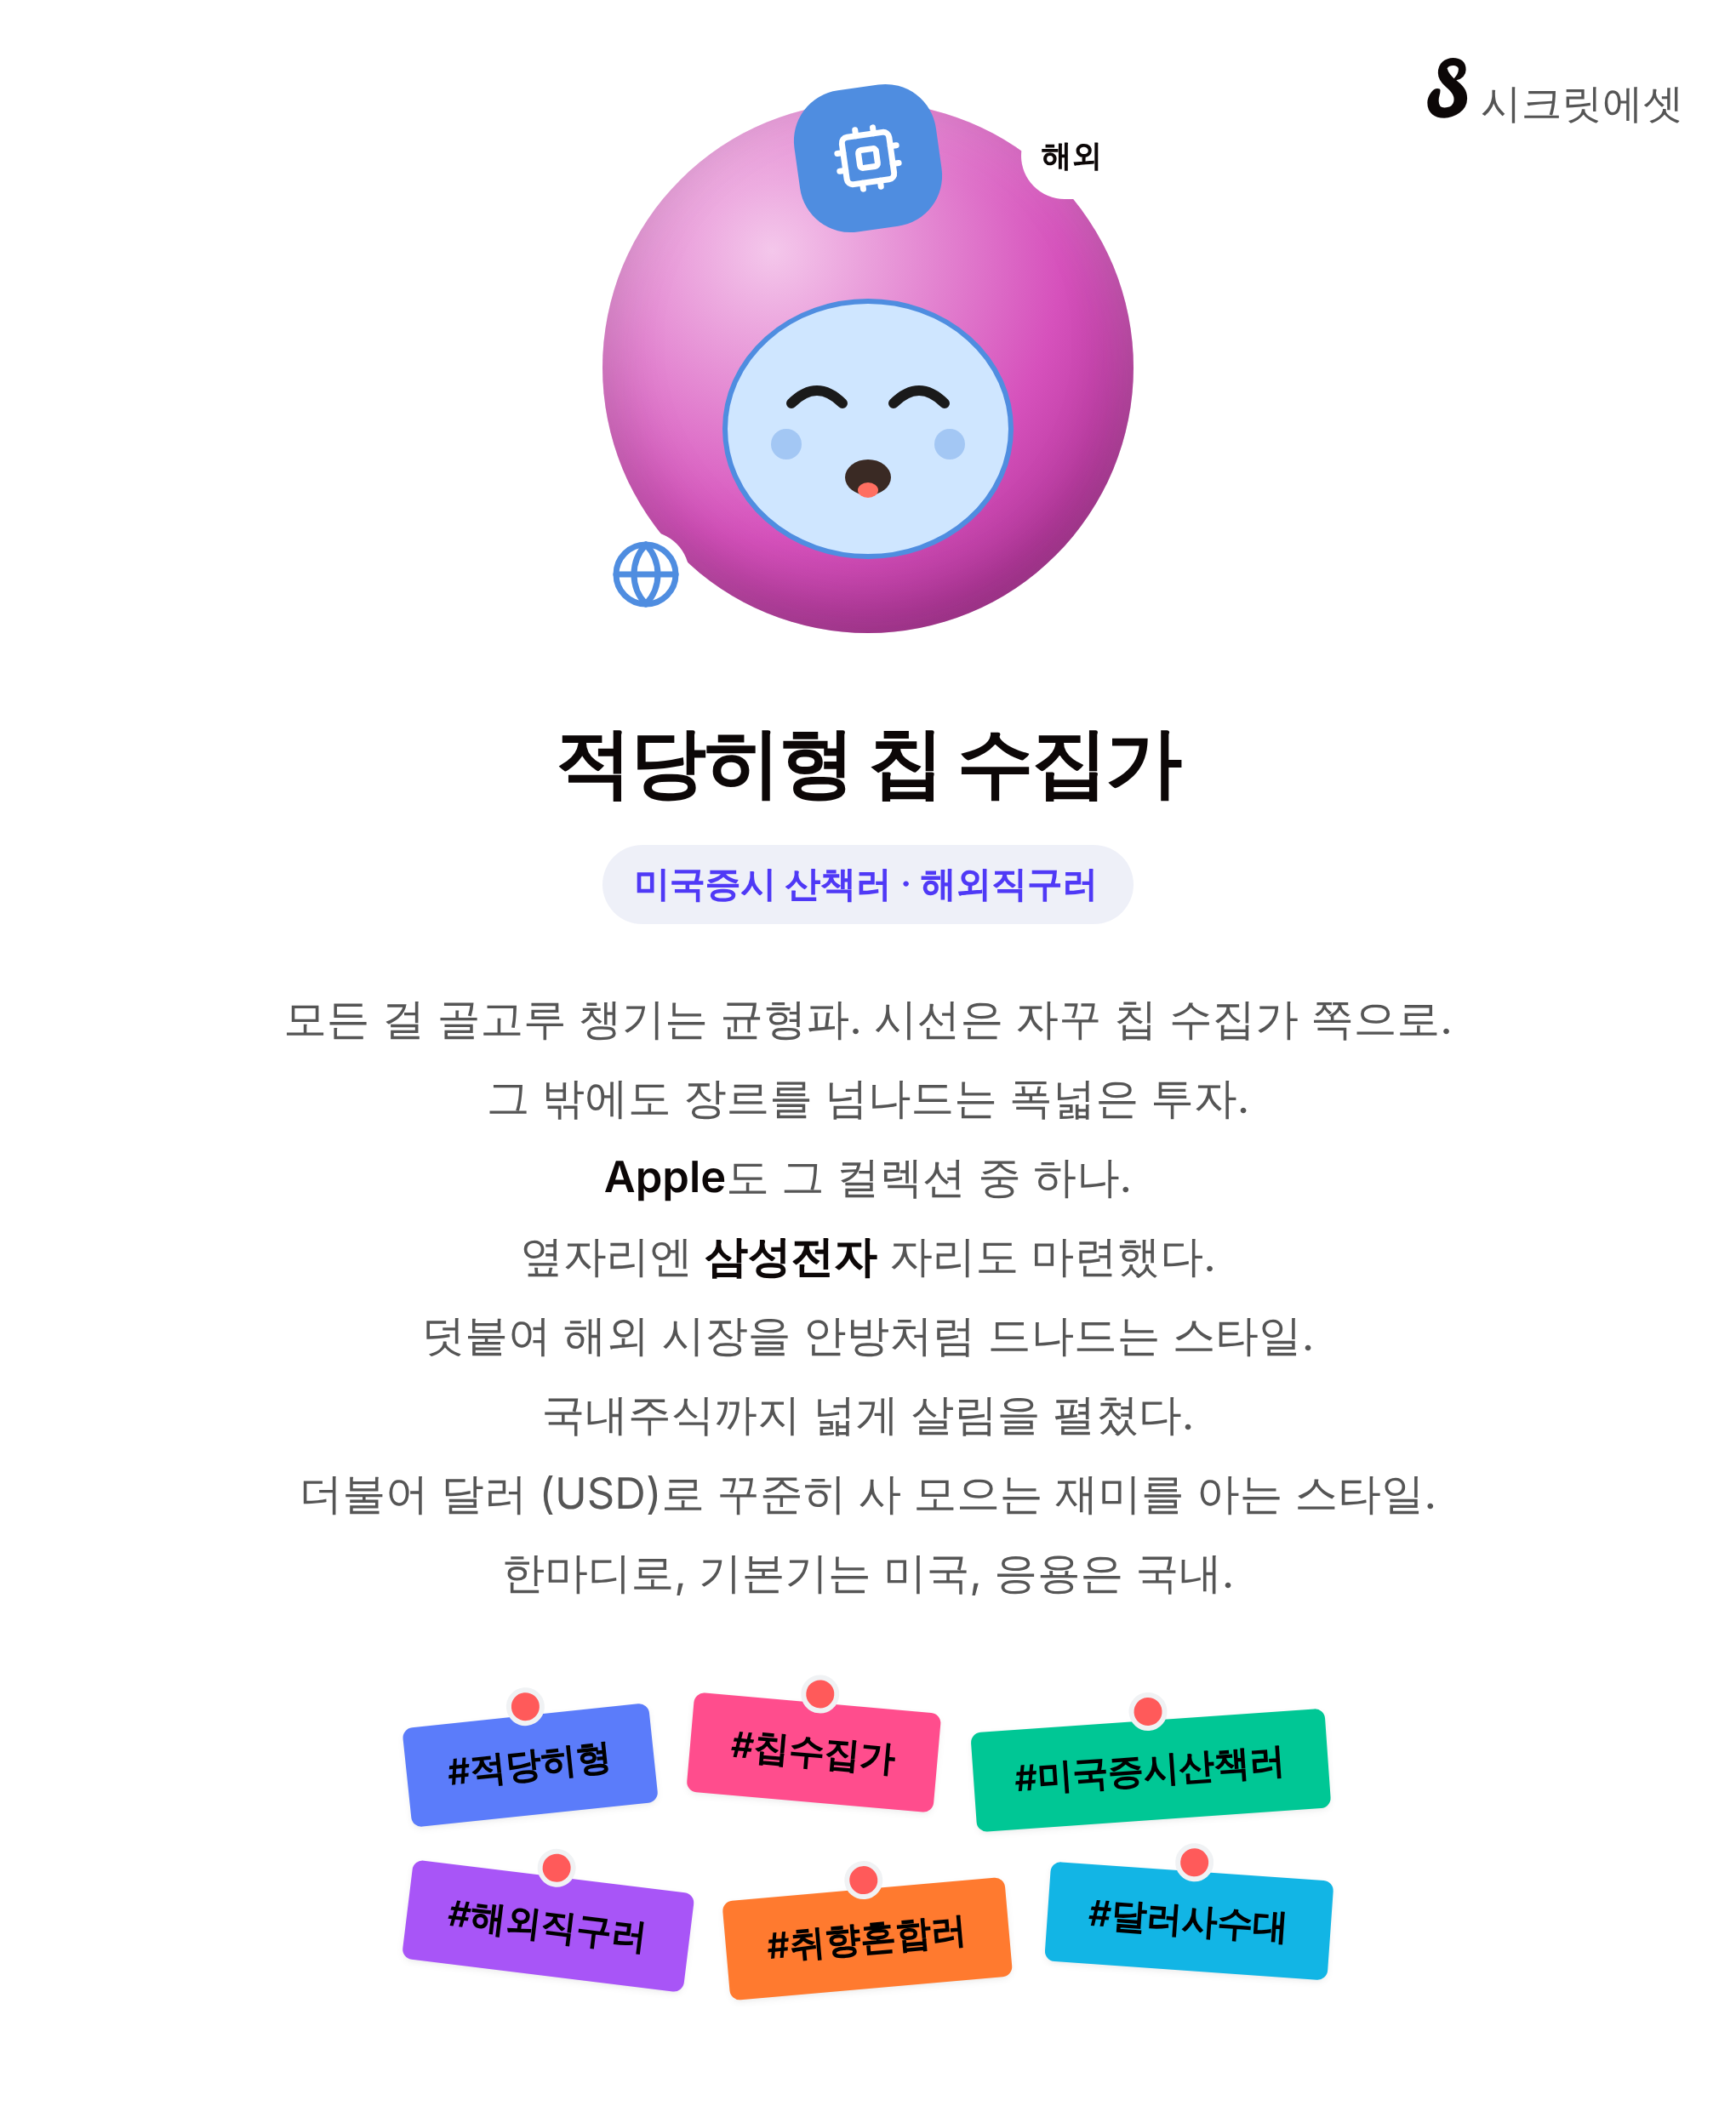 시크릿에셋
해외
적당히형 칩 수집가
미국증시 산책러 · 해외직구러
모든 걸 골고루 챙기는 균형파. 시선은 자꾸 칩 수집가 쪽으로.
그 밖에도 장르를 넘나드는 폭넓은 투자.
Apple도 그 컬렉션 중 하나.
옆자리엔 삼성전자 자리도 마련했다.
덧붙여 해외 시장을 안방처럼 드나드는 스타일.
국내주식까지 넓게 살림을 펼쳤다.
더불어 달러 (USD)로 꾸준히 사 모으는 재미를 아는 스타일.
한마디로, 기본기는 미국, 응용은 국내.
#적당히형 #칩수집가 #미국증시산책러
#해외직구러 #취향혼합러 #달러사수대